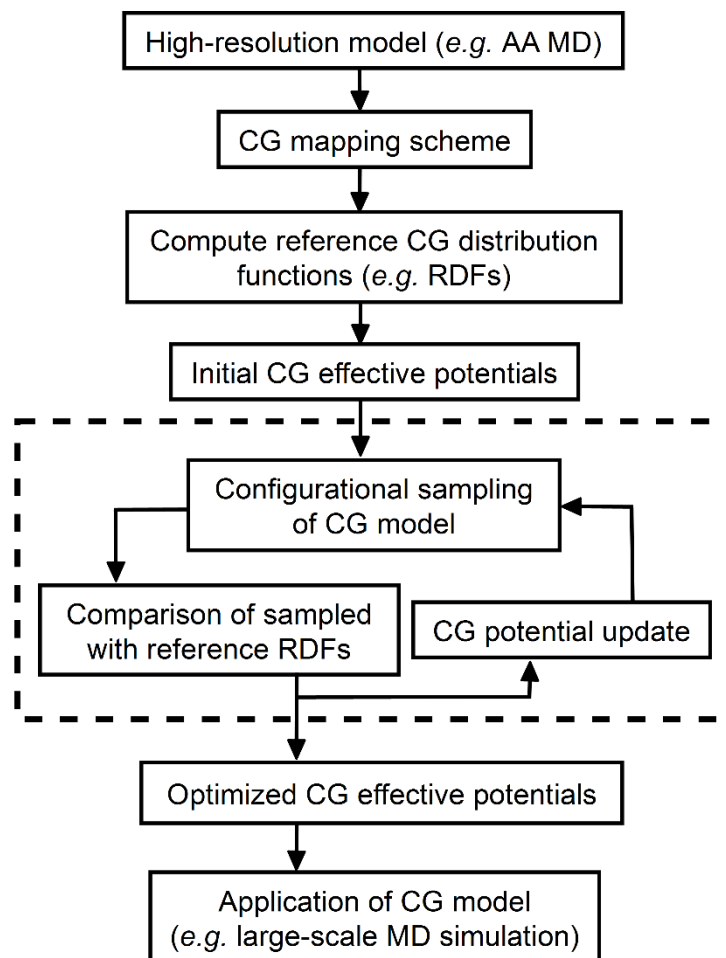 High-resolution model (e.g. AA MD)
CG mapping scheme
Compute reference CG distribution
functions (e.g. RDFs)
Initial CG effective potentials
Configurational sampling
of CG model
Comparison of sampled
with reference RDFs
CG potential update
Optimized CG effective potentials
Application of CG model
(e.g. large-scale MD simulation)